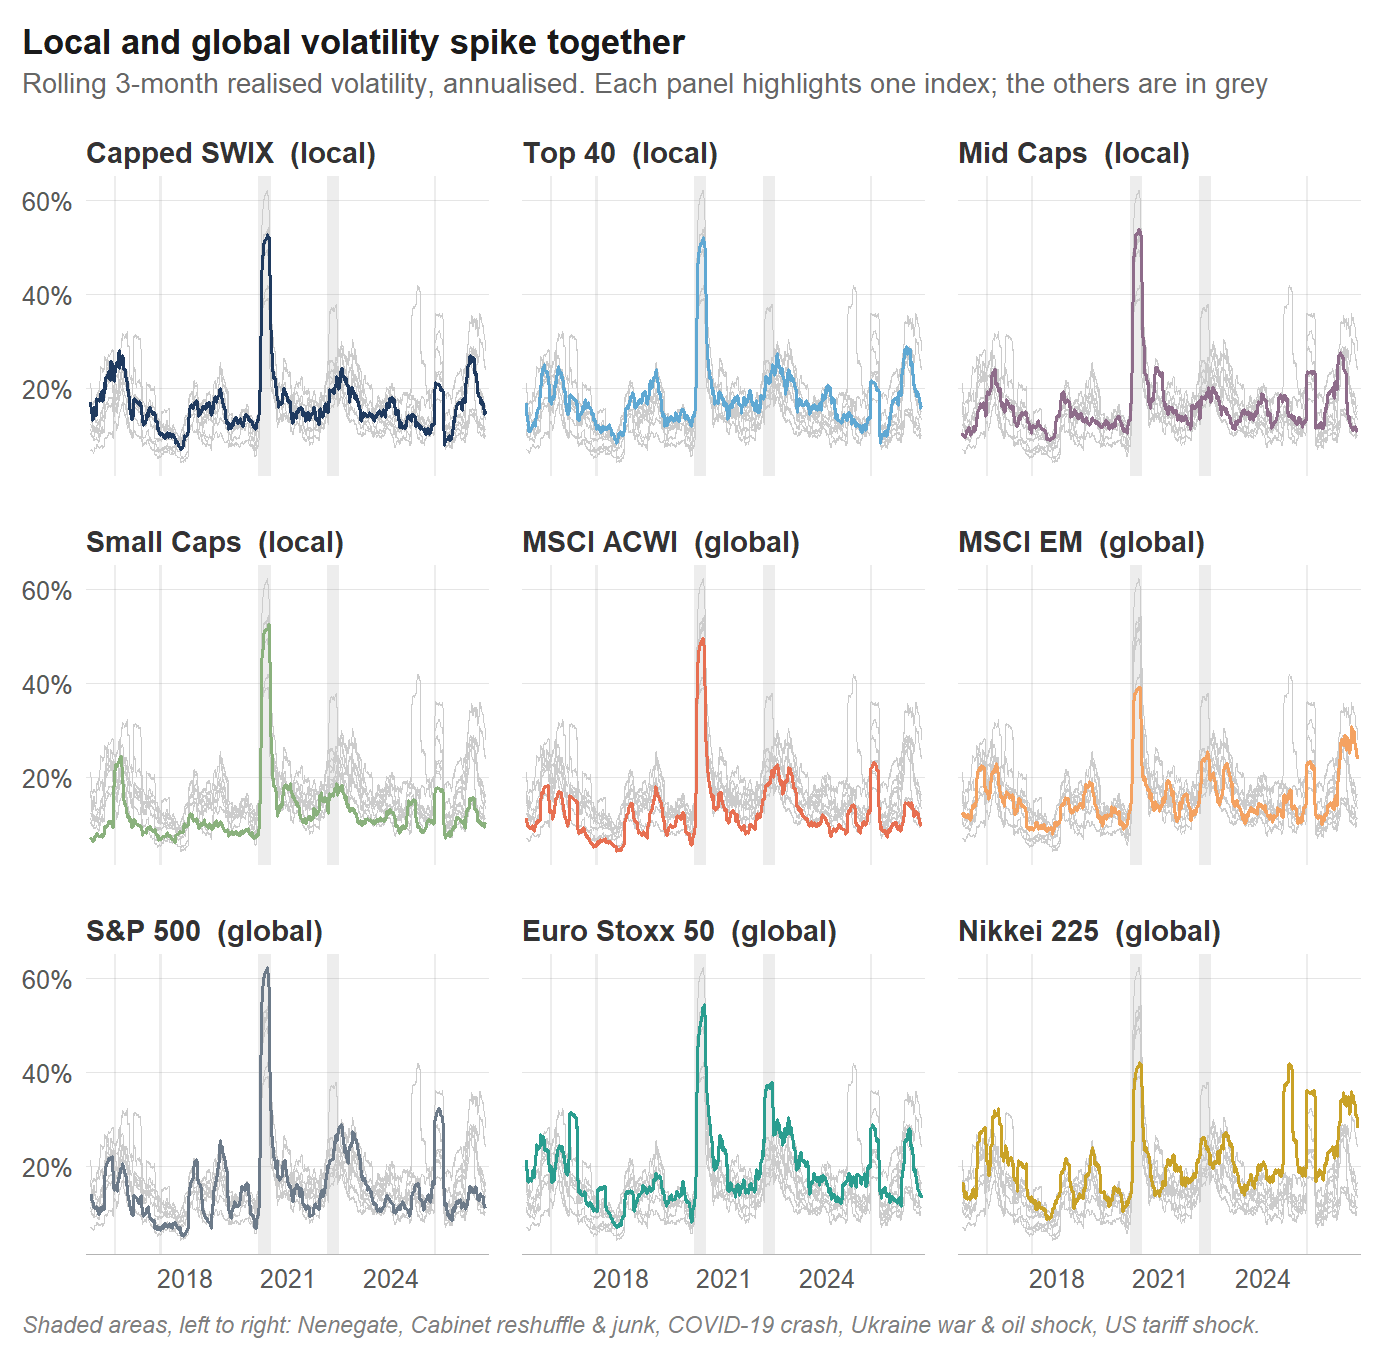 Local and global volatility spike together
Rolling 3-month realised volatility, annualised. Each panel highlights one index; the others are in grey
Capped SWIX (local)
Top 40 (local)
Mid Caps (local)
60%
40%
20%
Small Caps (local)
MSCI ACWI (global)
MSCI EM (global)
60%
40%
20%
S&P 500 (global)
Euro Stoxx 50 (global)
Nikkei 225 (global)
60%
40%
20%
2018 2021 2024
2018 2021 2024
2018 2021 2024
Shaded areas, left to right: Nenegate, Cabinet reshuffle & junk, COVID-19 crash, Ukraine war & oil shock, US tariff shock.